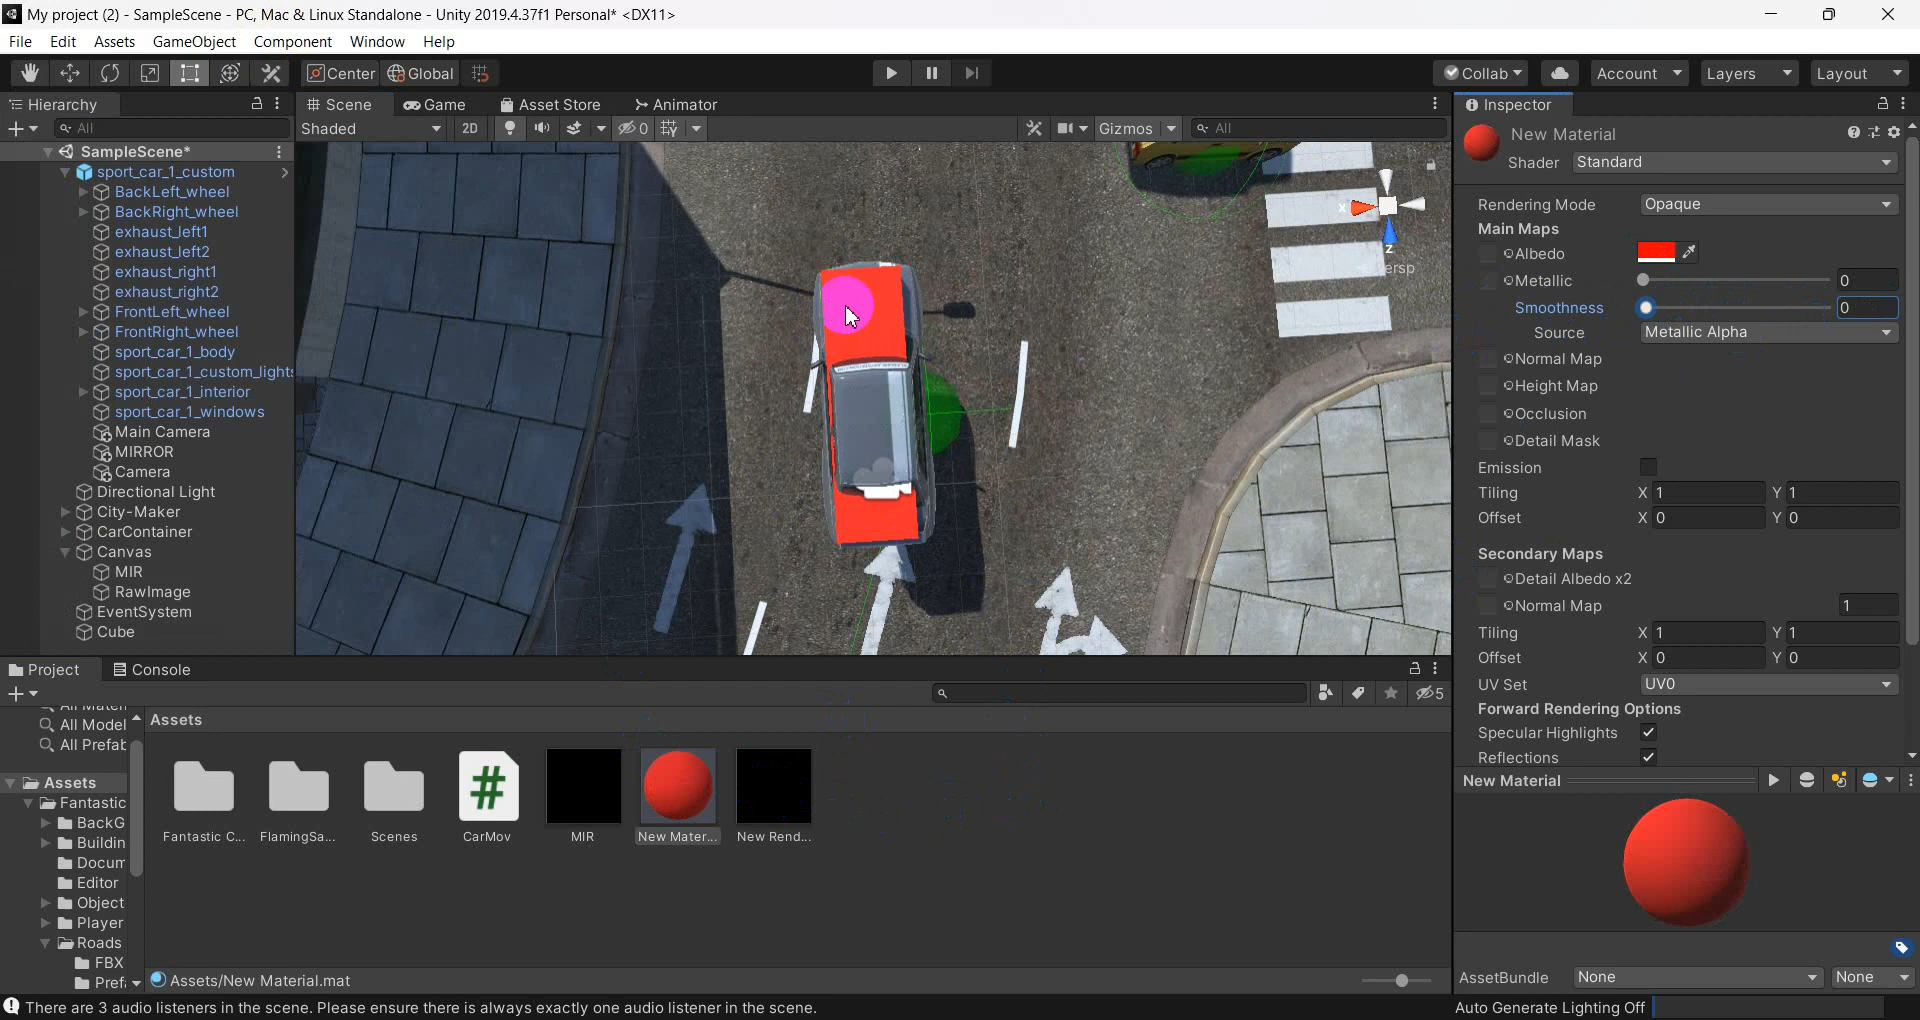 My project (2) - SampleScene - PC, Mac & Linux Standalone - Unity 2019.4.37f1 Personal* <DX11>
File Edit Assets GameObject Component Window Help
Center Global Collab Account Layers Layout
Hierarchy
All
SampleScene*
sport_car_1_custom
BackLeft_wheel
BackRight_wheel
exhaust_left1
exhaust_left2
exhaust_right1
exhaust_right2
FrontLeft_wheel
FrontRight_wheel
sport_car_1_body
sport_car_1_custom_lights
sport_car_1_interior
sport_car_1_windows
Main Camera
MIRROR
Camera
Directional Light
City-Maker
CarContainer
Canvas
MIR
RawImage
EventSystem
Cube
Scene Game Asset Store Animator
Shaded 2D 0 Gizmos All
x
z
ersp
Inspector
New Material
Shader Standard
Rendering Mode Opaque
Main Maps
Albedo
Metallic 0
Smoothness 0
Source Metallic Alpha
Normal Map
Height Map
Occlusion
Detail Mask
Emission
Tiling X 1 Y 1
Offset X 0 Y 0
Secondary Maps
Detail Albedo x2
Normal Map 1
Tiling X 1 Y 1
Offset X 0 Y 0
UV Set UV0
Forward Rendering Options
Specular Highlights
Reflections
New Material
AssetBundle None None
Project Console
5
All Model
All Prefab
Assets
Fantastic
BackG
Buildin
Docum
Editor
Object
Player
Roads
FBX
Prefa
Assets
Fantastic C... FlamingSa... Scenes CarMov MIR New Mater... New Rend...
Assets/New Material.mat
There are 3 audio listeners in the scene. Please ensure there is always exactly one audio listener in the scene.
Auto Generate Lighting Off